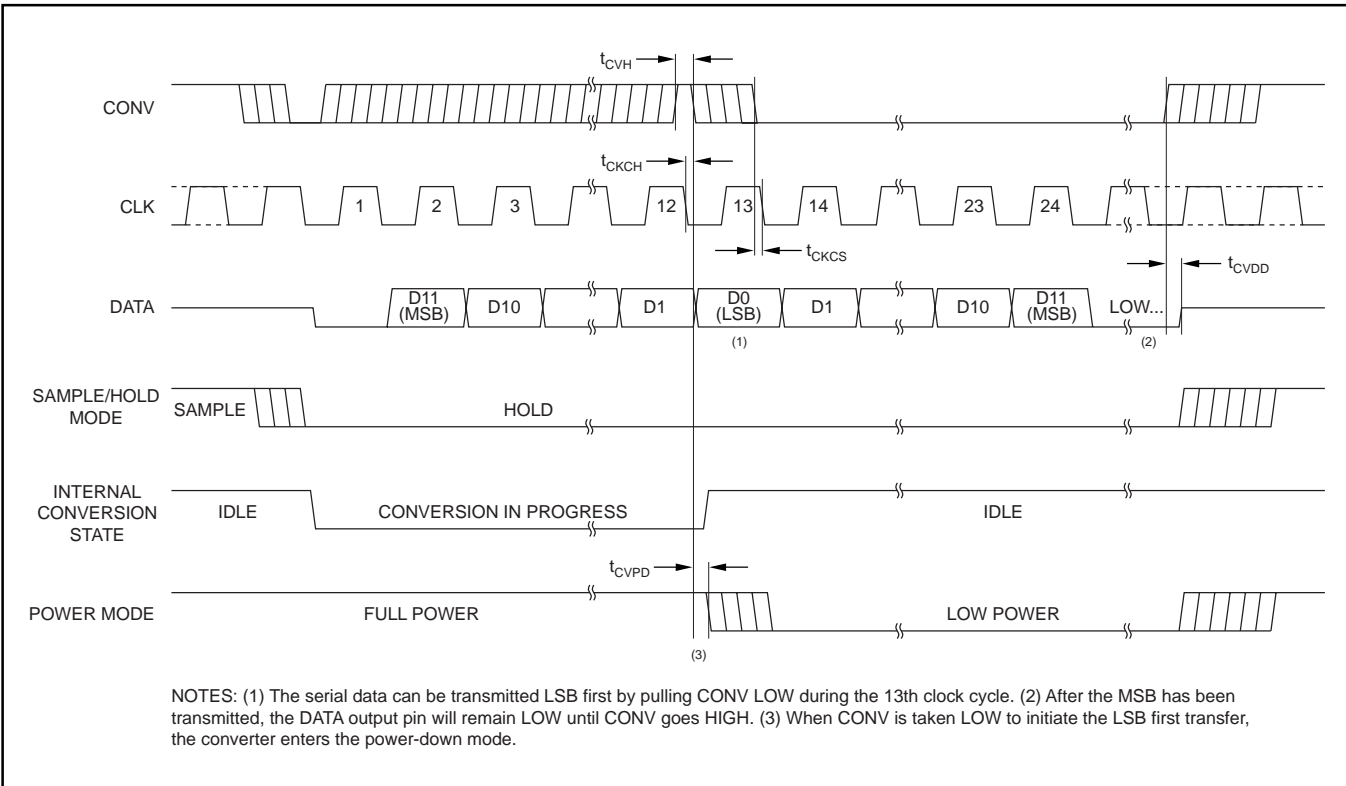 tCVH
CONV
tCKCH
CLK
1
2
3
12
13
14
23
24
tCKCS
tCVDD
DATA
D11
(MSB)
D10
D1
D0
(LSB)
D1
D10
D11
(MSB)
LOW...
(1)
(2)
SAMPLE/HOLD
MODE
SAMPLE
HOLD
INTERNAL
CONVERSION
STATE
IDLE
CONVERSION IN PROGRESS
IDLE
tCVPD
POWER MODE
FULL POWER
LOW POWER
(3)
NOTES: (1) The serial data can be transmitted LSB first by pulling CONV LOW during the 13th clock cycle. (2) After the MSB has been
transmitted, the DATA output pin will remain LOW until CONV goes HIGH. (3) When CONV is taken LOW to initiate the LSB first transfer,
the converter enters the power-down mode.